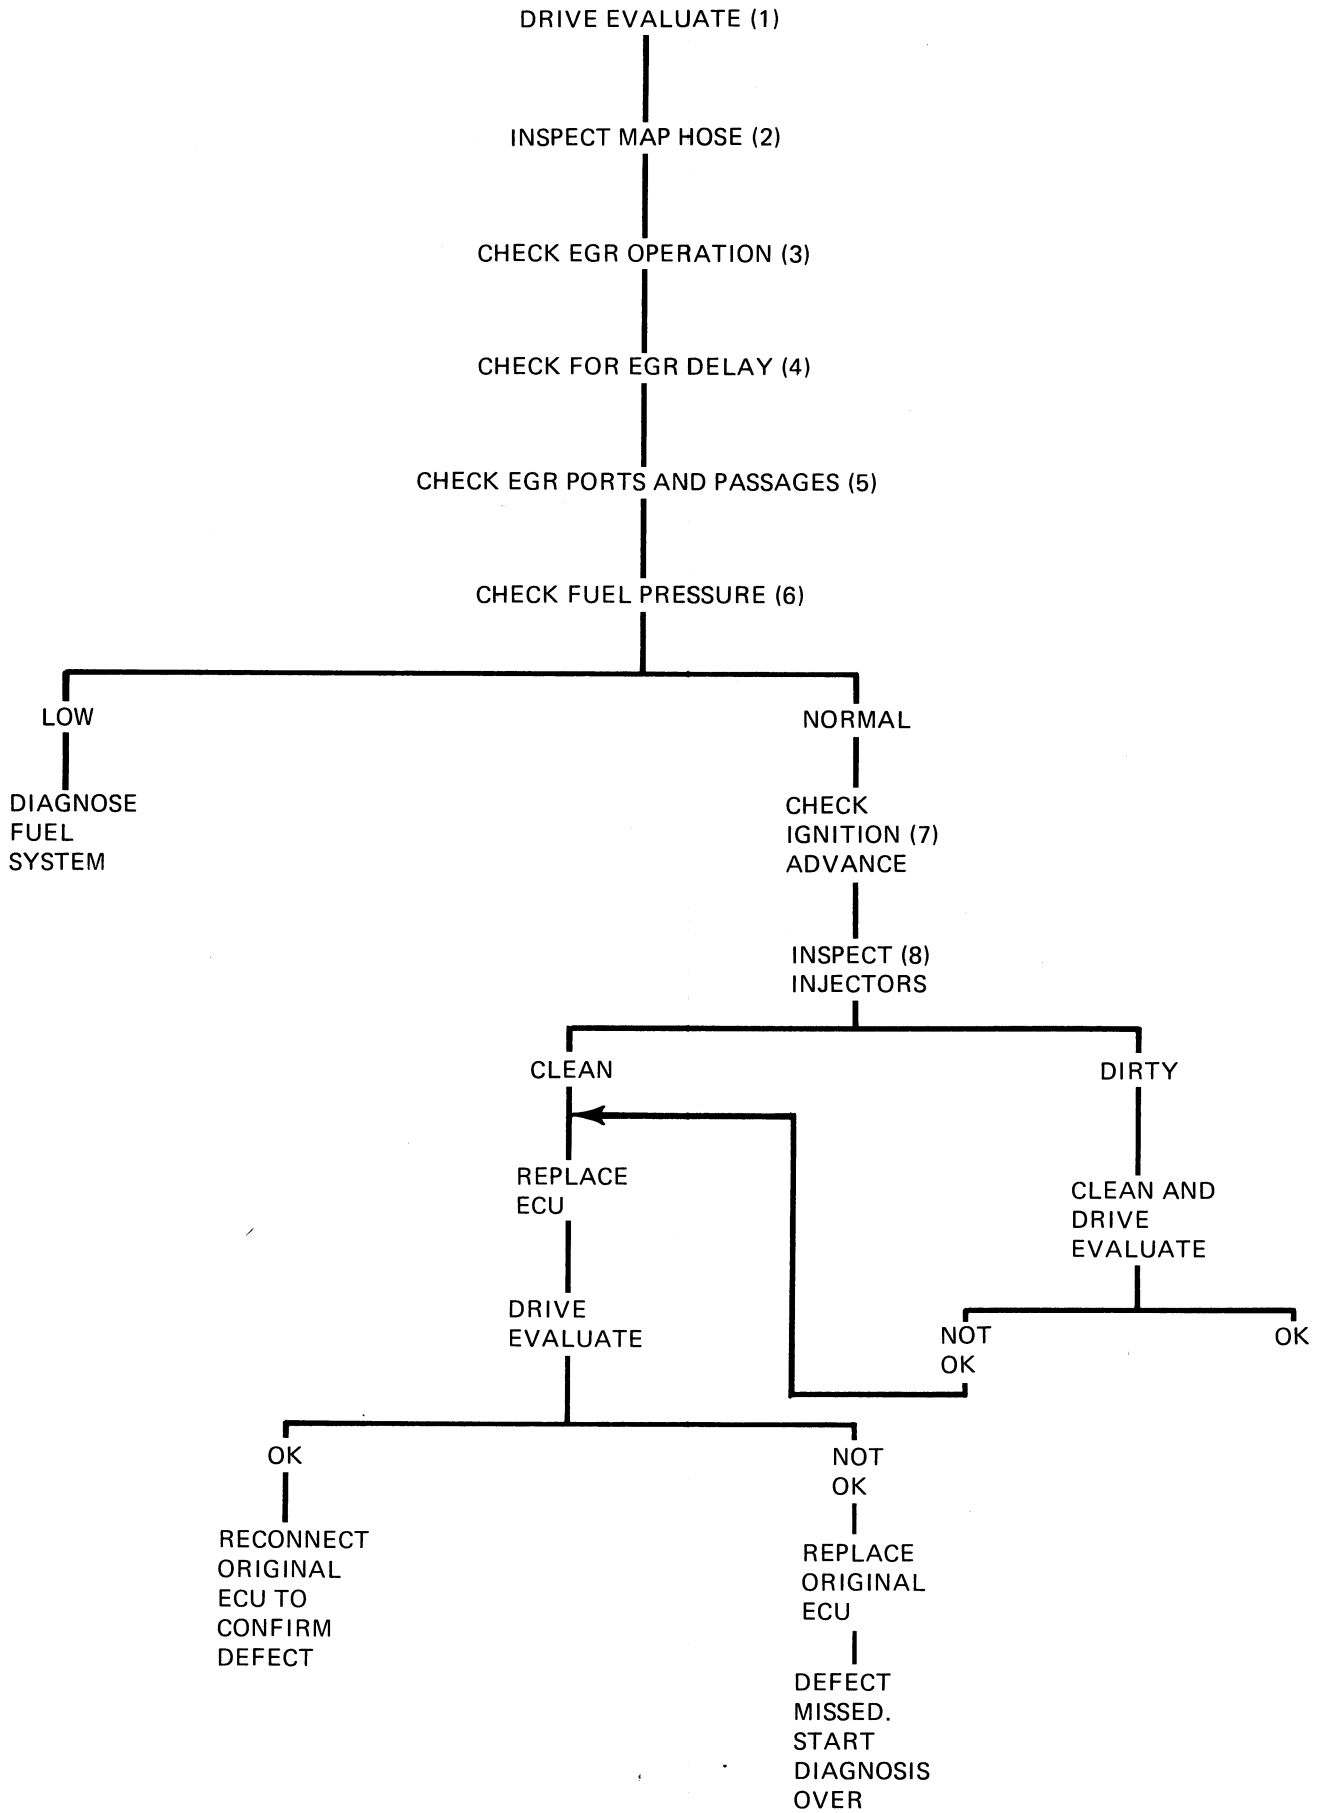 DRIVE EVALUATE (1)
INSPECT MAP HOSE (2)
CHECK EGR OPERATION (3)
CHECK FOR EGR DELAY (4)
CHECK EGR PORTS AND PASSAGES (5)
CHECK FUEL PRESSURE (6)
LOW
DIAGNOSE
FUEL
SYSTEM
NORMAL
CHECK
IGNITION (7)
ADVANCE
INSPECT (8)
INJECTORS
CLEAN
REPLACE
ECU
DRIVE
EVALUATE
DIRTY
CLEAN AND
DRIVE
EVALUATE
NOT
OK
OK
OK
RECONNECT
ORIGINAL
ECU TO
CONFIRM
DEFECT
NOT
OK
REPLACE
ORIGINAL
ECU
DEFECT
MISSED.
START
DIAGNOSIS
OVER